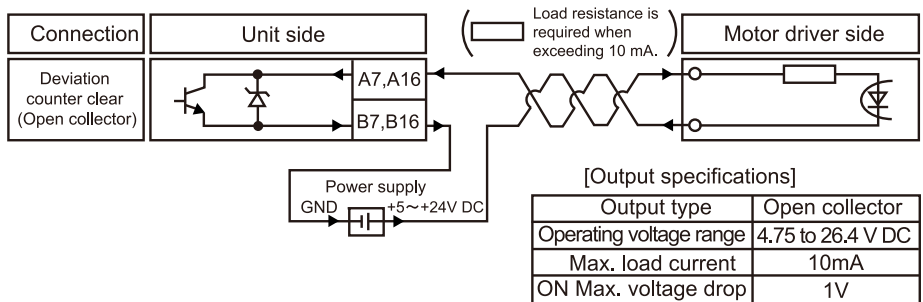 Load resistance is
required when
exceeding 10 mA.
Connection
Unit side
Motor driver side
Deviation
counter clear
(Open collector)
A7,A16
B7,B16
Power supply
GND
+5～+24V DC
[Output specifications]
Output type Open collector
Operating voltage range 4.75 to 26.4 V DC
Max. load current 10mA
ON Max. voltage drop 1V